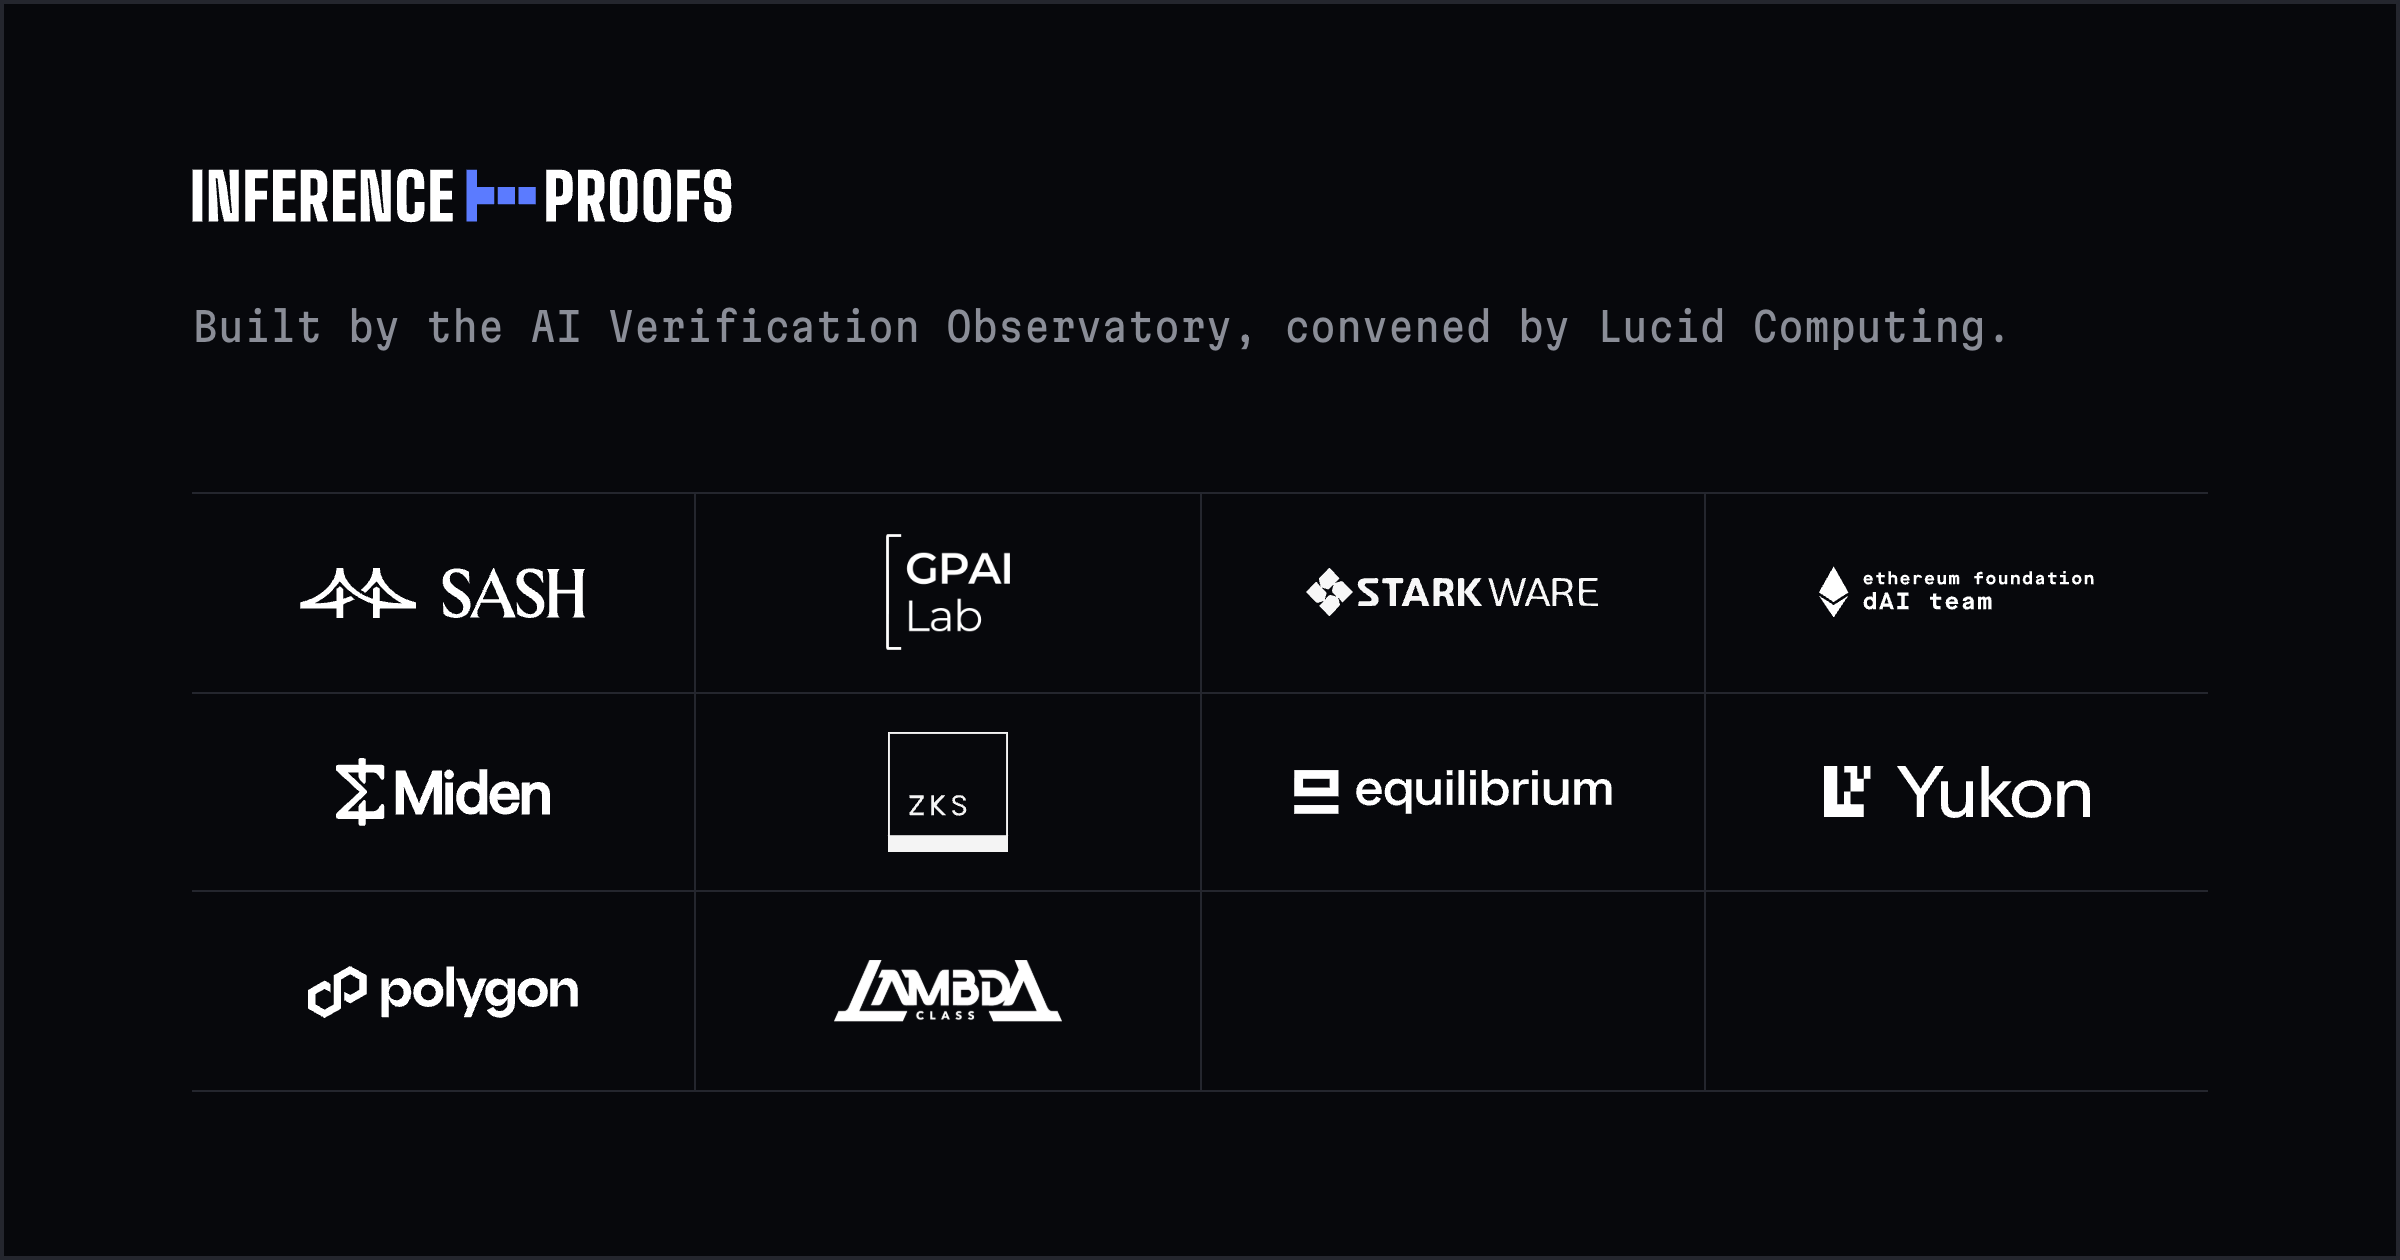 INFERENCE PROOFS
Built by the AI Verification Observatory, convened by Lucid Computing.
SASH
GPAI
Lab
STARKWARE
ethereum foundation
dAI team
Miden
ZKS
equilibrium
Yukon
polygon
LAMBDA
CLASS